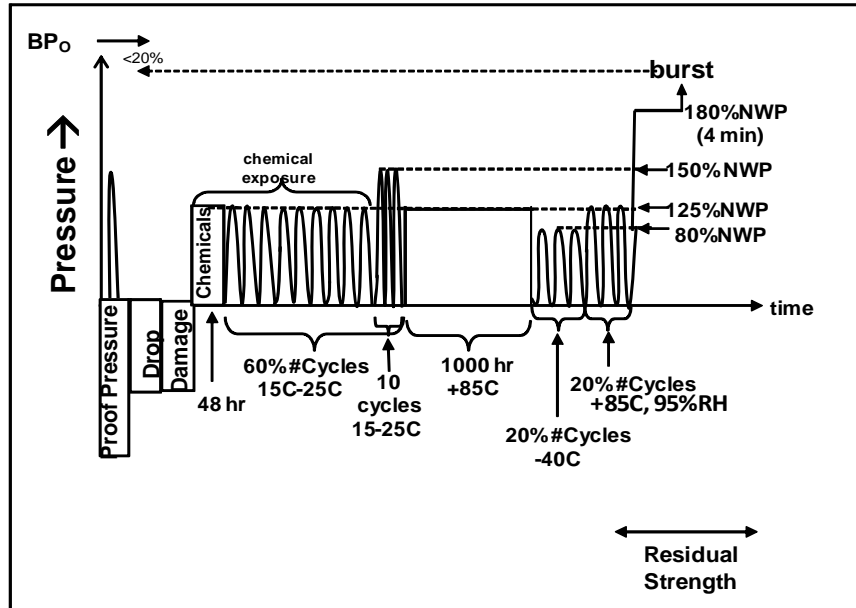 BPO
<20%
burst
Pressure →
180%NWP
(4 min)
chemical
exposure
150%NWP
125%NWP
80%NWP
Chemicals
time
Proof Pressure
Drop
Damage
48 hr
60% #Cycles
15C-25C
10
cycles
15-25C
1000 hr
+85C
20% #Cycles
-40C
20% #Cycles
+85C, 95%RH
Residual
Strength